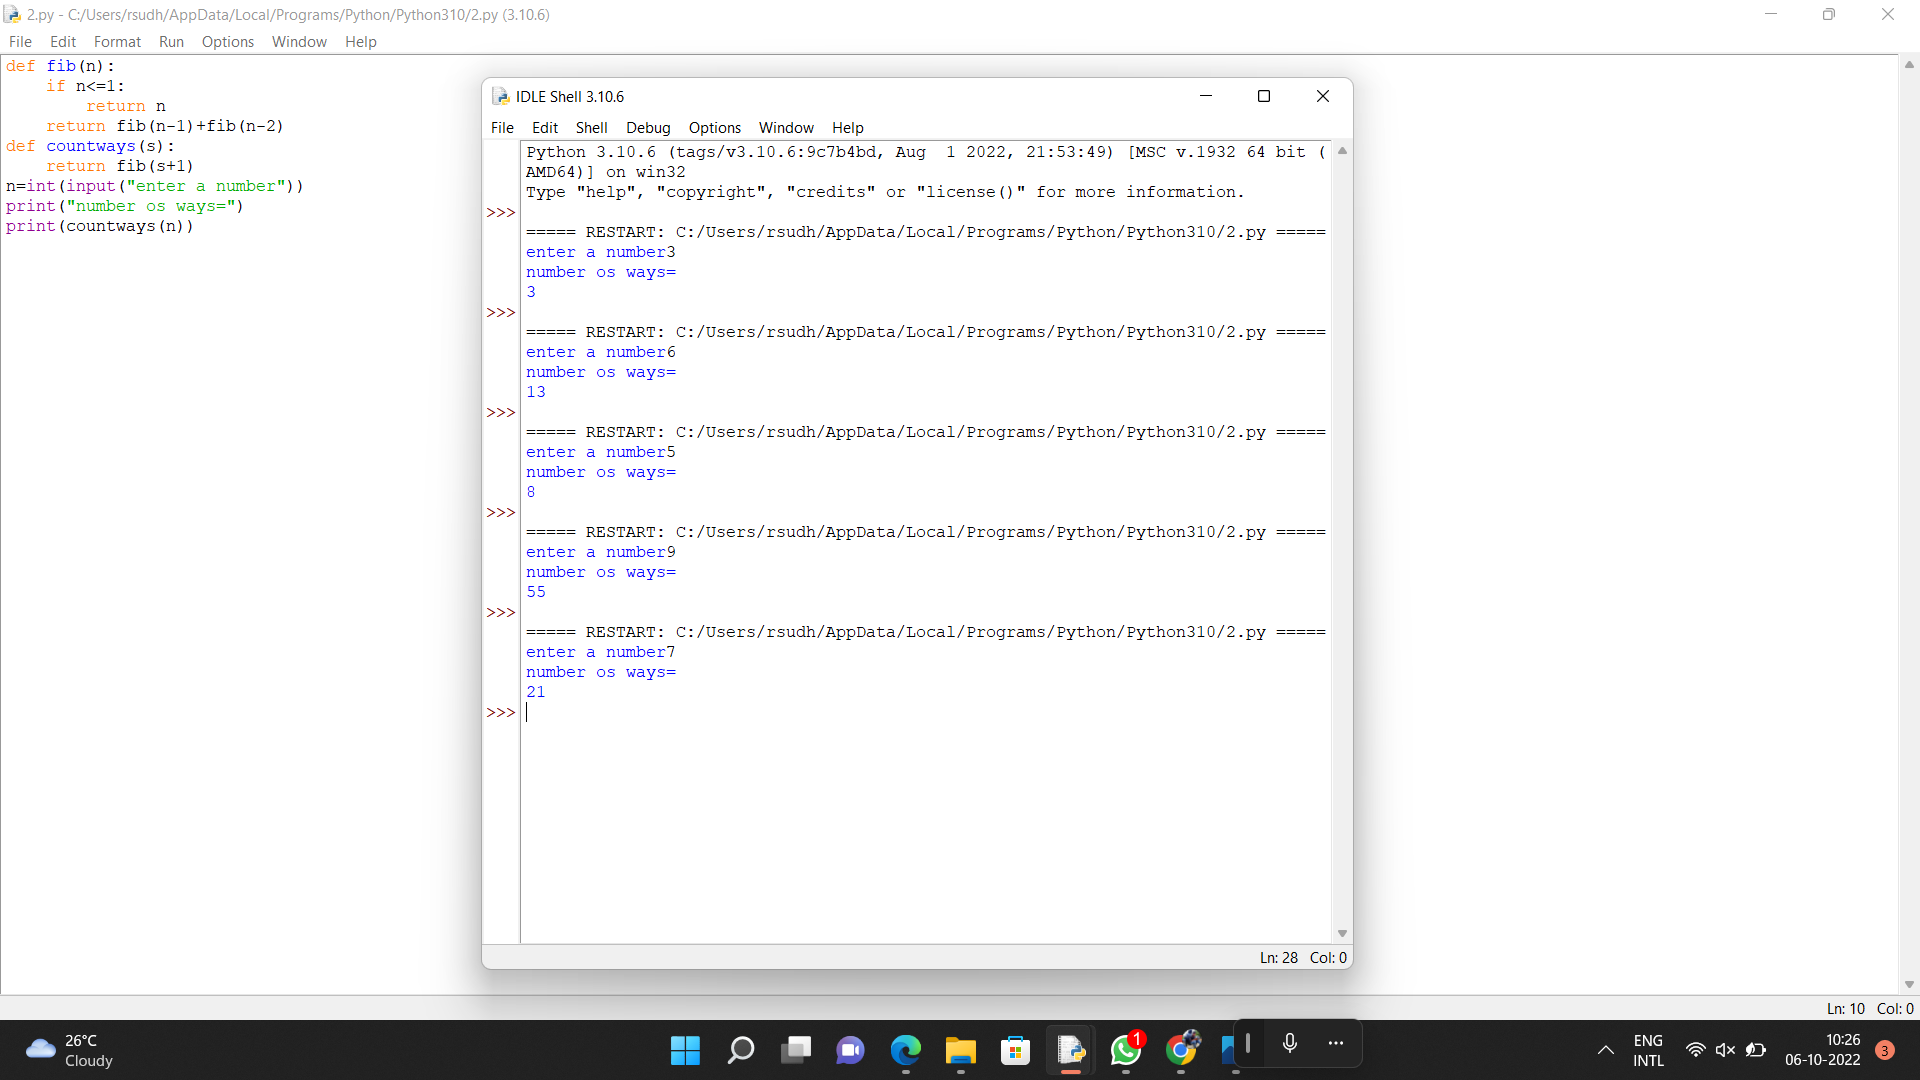 2.py - C:/Users/rsudh/AppData/Local/Programs/Python/Python310/2.py (3.10.6)
File Edit Format Run Options Window Help
def fib(n):
    if n<=1:
        return n
    return fib(n-1)+fib(n-2)
def countways(s):
    return fib(s+1)
n=int(input("enter a number"))
print("number os ways=")
print(countways(n))
IDLE Shell 3.10.6
File Edit Shell Debug Options Window Help
Python 3.10.6 (tags/v3.10.6:9c7b4bd, Aug  1 2022, 21:53:49) [MSC v.1932 64 bit (
AMD64)] on win32
Type "help", "copyright", "credits" or "license()" for more information.
>>>
===== RESTART: C:/Users/rsudh/AppData/Local/Programs/Python/Python310/2.py =====
enter a number3
number os ways=
3
>>>
===== RESTART: C:/Users/rsudh/AppData/Local/Programs/Python/Python310/2.py =====
enter a number6
number os ways=
13
>>>
===== RESTART: C:/Users/rsudh/AppData/Local/Programs/Python/Python310/2.py =====
enter a number5
number os ways=
8
>>>
===== RESTART: C:/Users/rsudh/AppData/Local/Programs/Python/Python310/2.py =====
enter a number9
number os ways=
55
>>>
===== RESTART: C:/Users/rsudh/AppData/Local/Programs/Python/Python310/2.py =====
enter a number7
number os ways=
21
>>>
Ln: 28 Col: 0
Ln: 10 Col: 0
26°C
Cloudy
1
ENG
INTL
10:26
06-10-2022
3